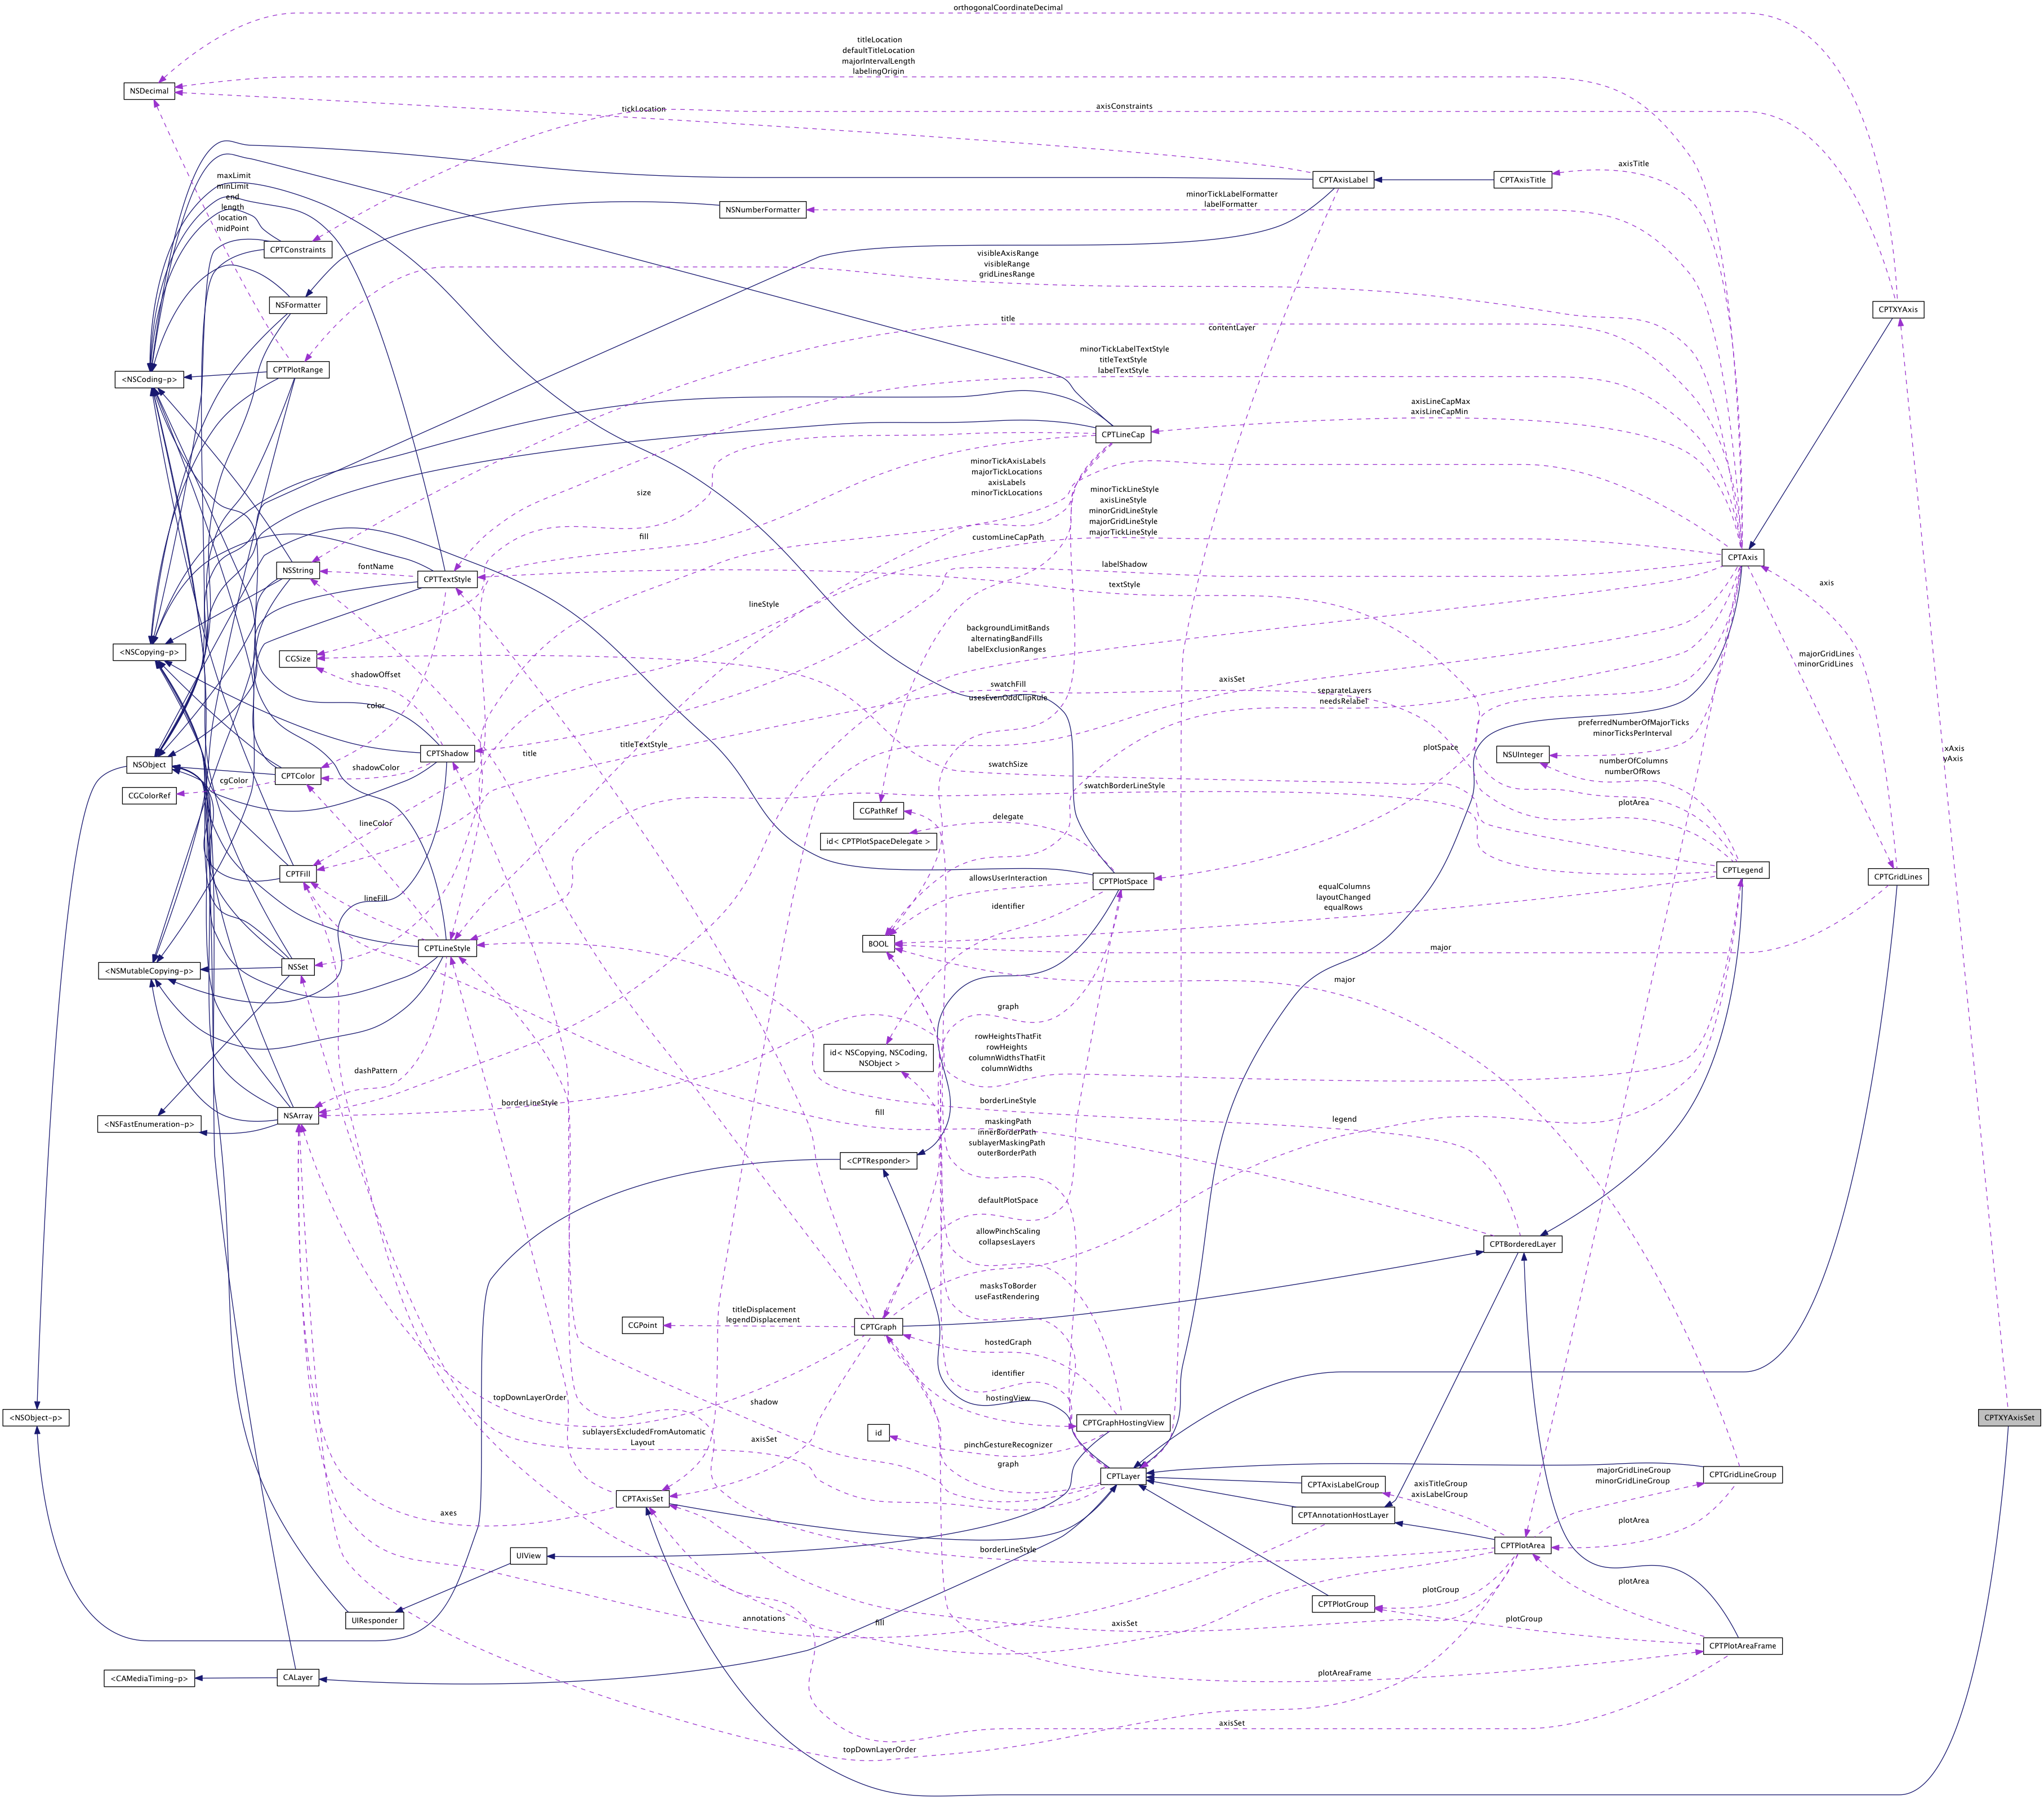 orthogonalCoordinateDecimal
titleLocation
defaultTitleLocation
majorIntervalLength
labelingOrigin
NSDecimal
tickLocation
axisConstraints
maxLimit
minLimit
end
length
location
midPoint
CPTAxisLabel
CPTAxisTitle
axisTitle
NSNumberFormatter
minorTickLabelFormatter
labelFormatter
CPTConstraints
visibleAxisRange
visibleRange
gridLinesRange
NSFormatter
CPTXYAxis
title
contentLayer
<NSCoding-p>
CPTPlotRange
minorTickLabelTextStyle
titleTextStyle
labelTextStyle
axisLineCapMax
axisLineCapMin
CPTLineCap
minorTickAxisLabels
majorTickLocations
axisLabels
minorTickLocations
size
minorTickLineStyle
axisLineStyle
minorGridLineStyle
majorGridLineStyle
majorTickLineStyle
fill
customLineCapPath
CPTAxis
NSString
fontName
CPTTextStyle
labelShadow
textStyle
axis
lineStyle
<NSCopying-p>
CGSize
backgroundLimitBands
alternatingBandFills
labelExclusionRanges
majorGridLines
minorGridLines
shadowOffset
swatchFill
axisSet
color
usesEvenOddClipRule
separateLayers
needsRelabel
preferredNumberOfMajorTicks
minorTicksPerInterval
titleTextStyle
title
CPTShadow
plotSpace
NSUInteger
xAxis
yAxis
NSObject
CPTColor
shadowColor
swatchSize
numberOfColumns
numberOfRows
cgColor
CGColorRef
swatchBorderLineStyle
plotArea
CGPathRef
delegate
lineColor
id< CPTPlotSpaceDelegate >
CPTFill
allowsUserInteraction
CPTPlotSpace
CPTLegend
CPTGridLines
lineFill
equalColumns
layoutChanged
equalRows
identifier
BOOL
CPTLineStyle
major
<NSMutableCopying-p>
NSSet
major
graph
rowHeightsThatFit
rowHeights
columnWidthsThatFit
columnWidths
id< NSCopying, NSCoding,
NSObject >
dashPattern
borderLineStyle
borderLineStyle
NSArray
<NSFastEnumeration-p>
fill
legend
maskingPath
innerBorderPath
sublayerMaskingPath
outerBorderPath
<CPTResponder>
defaultPlotSpace
allowPinchScaling
collapsesLayers
CPTBorderedLayer
masksToBorder
useFastRendering
titleDisplacement
legendDisplacement
CGPoint
CPTGraph
hostedGraph
identifier
topDownLayerOrder
shadow
hostingView
<NSObject-p>
CPTGraphHostingView
CPTXYAxisSet
sublayersExcludedFromAutomatic
Layout
axisSet
id
pinchGestureRecognizer
graph
CPTLayer
CPTAxisLabelGroup
axisTitleGroup
axisLabelGroup
majorGridLineGroup
minorGridLineGroup
CPTGridLineGroup
CPTAxisSet
axes
CPTAnnotationHostLayer
plotArea
CPTPlotArea
borderLineStyle
UIView
plotArea
plotGroup
CPTPlotGroup
UIResponder
annotations
fill
axisSet
plotGroup
CPTPlotAreaFrame
<CAMediaTiming-p>
CALayer
plotAreaFrame
axisSet
topDownLayerOrder